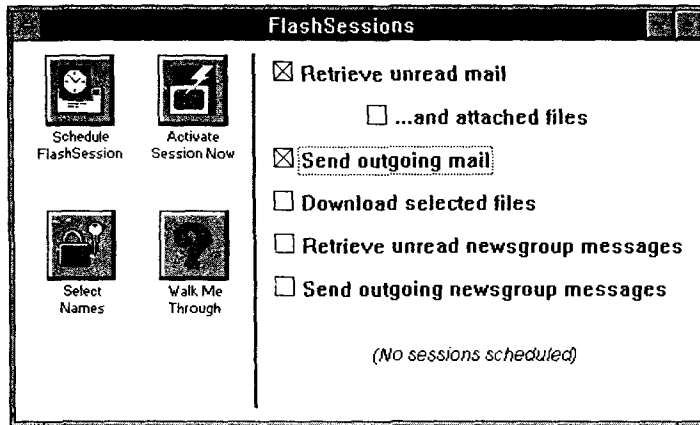 FlashSessions
Schedule
FlashSession
Activate
Session Now
Select
Names
Walk Me
Through
Retrieve unread mail
...and attached files
Send outgoing mail
Download selected files
Retrieve unread newsgroup messages
Send outgoing newsgroup messages
(No sessions scheduled)